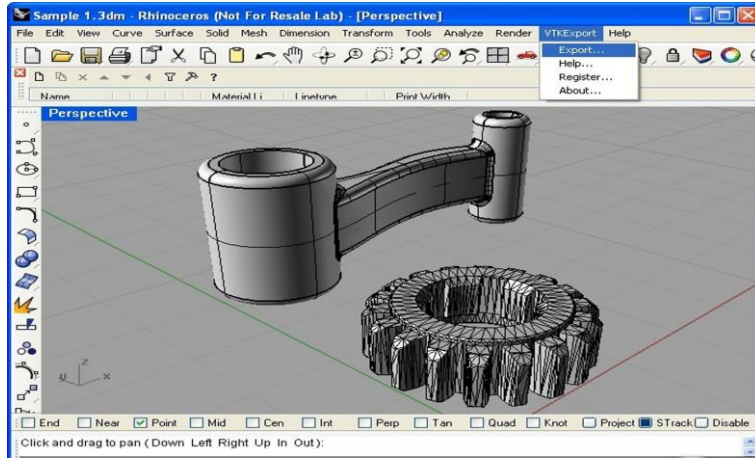 Sample 1.3dm - Rhinoceros (Not For Resale Lab) - [Perspective]
File Edit View Curve Surface Solid Mesh Dimension Transform Tools Analyze Render VTKExport Help
Export...
Help...
Register...
About...
Name Material Li Linetype Print Width
Perspective
z
y x
End Near Point Mid Cen Int Perp Tan Quad Knot Project STrack Disable
Click and drag to pan ( Down Left Right Up In Out):